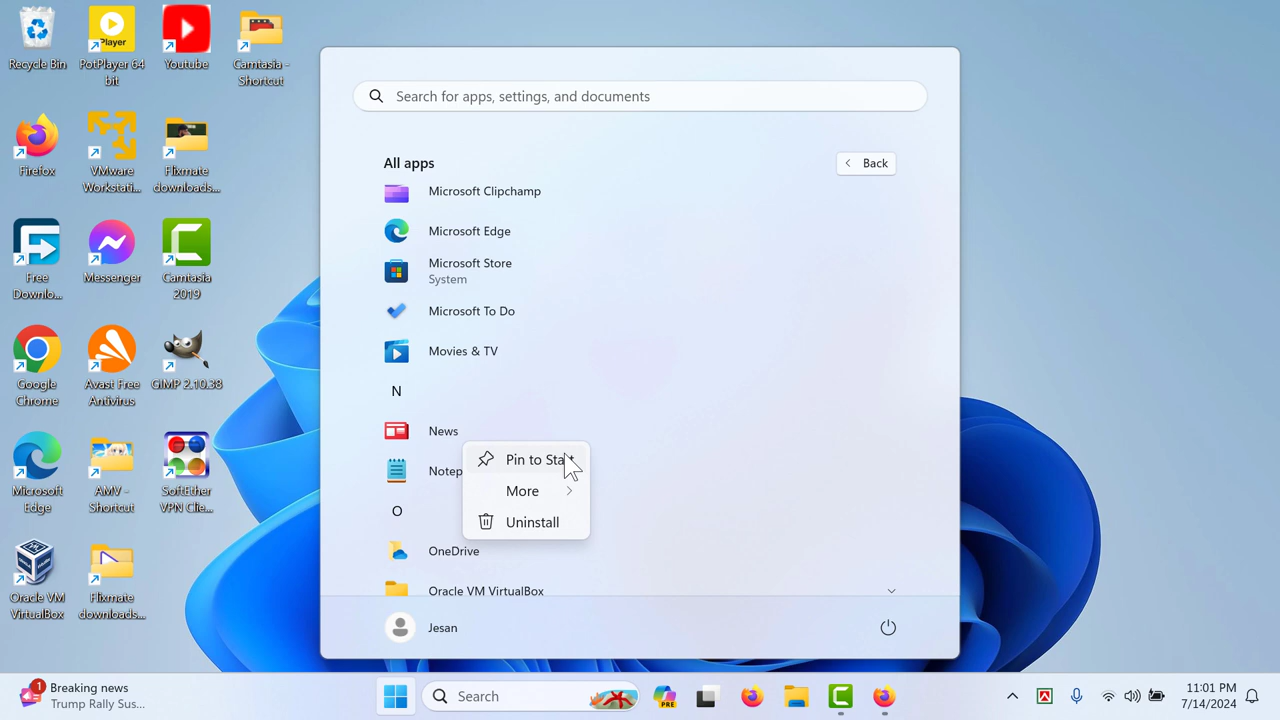 Recycle Bin
PotPlayer 64
bit
Youtube
Camtasia -
Shortcut
Player
Firefox
VMware
Workstati...
Flixmate
downloads...
Free
Downlo...
Messenger
Camtasia
2019
Google
Chrome
Avast Free
Antivirus
GIMP 2.10.38
Microsoft
Edge
AMV -
Shortcut
SoftEther
VPN Clie...
Oracle VM
VirtualBox
Flixmate
downloads...
Search for apps, settings, and documents
All apps
Back
Microsoft Clipchamp
Microsoft Edge
Microsoft Store
System
Microsoft To Do
Movies & TV
N
News
Notep
Pin to Start
More
Uninstall
O
OneDrive
Oracle VM VirtualBox
Jesan
1
Breaking news
Trump Rally Sus...
Search
PRE
11:01 PM
7/14/2024